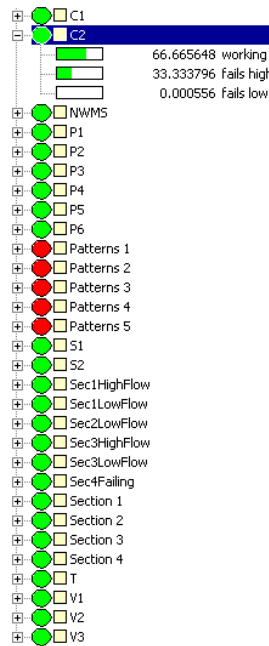 C1
C2
66.665648 working
33.333796 fails high
0.000556 fails low
NWMS
P1
P2
P3
P4
P5
P6
Patterns 1
Patterns 2
Patterns 3
Patterns 4
Patterns 5
S1
S2
Sec1HighFlow
Sec1LowFlow
Sec2LowFlow
Sec3HighFlow
Sec3LowFlow
Sec4Failing
Section 1
Section 2
Section 3
Section 4
T
V1
V2
V3